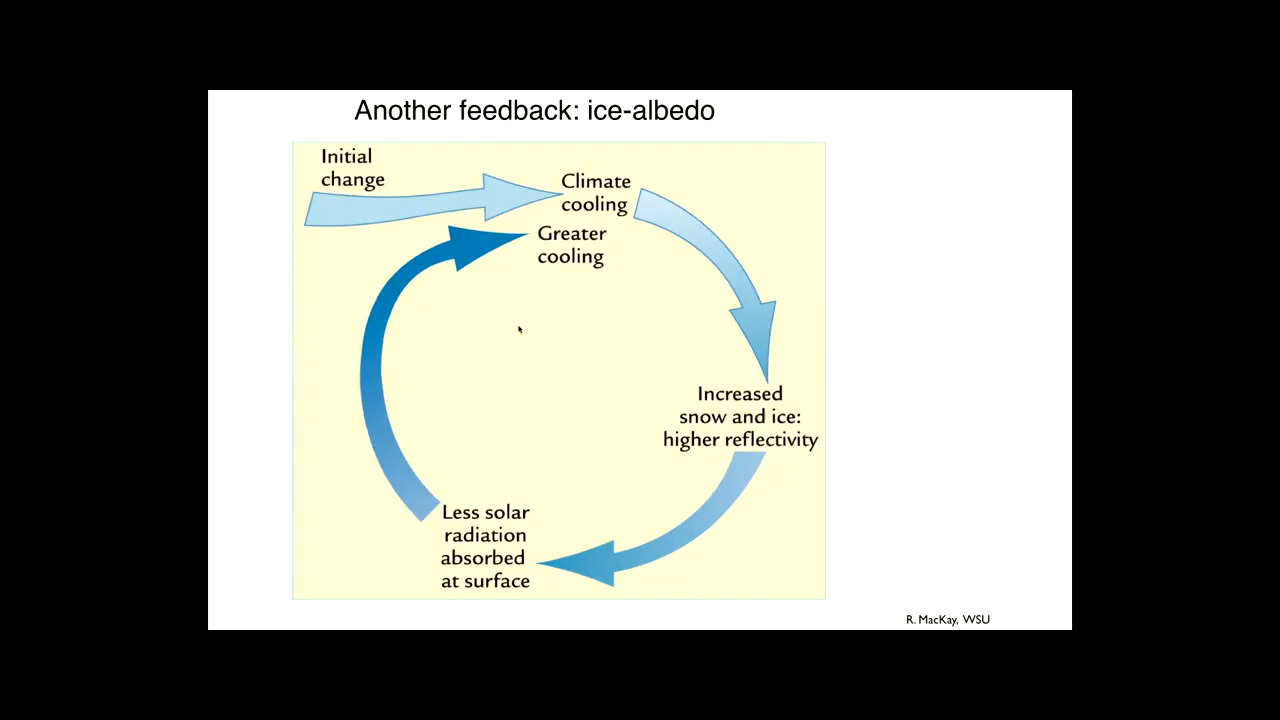 Another feedback: ice-albedo
Initial
change
Climate
cooling
Greater
cooling
Increased
snow and ice:
higher reflectivity
Less solar
radiation
absorbed
at surface
R. MacKay, WSU